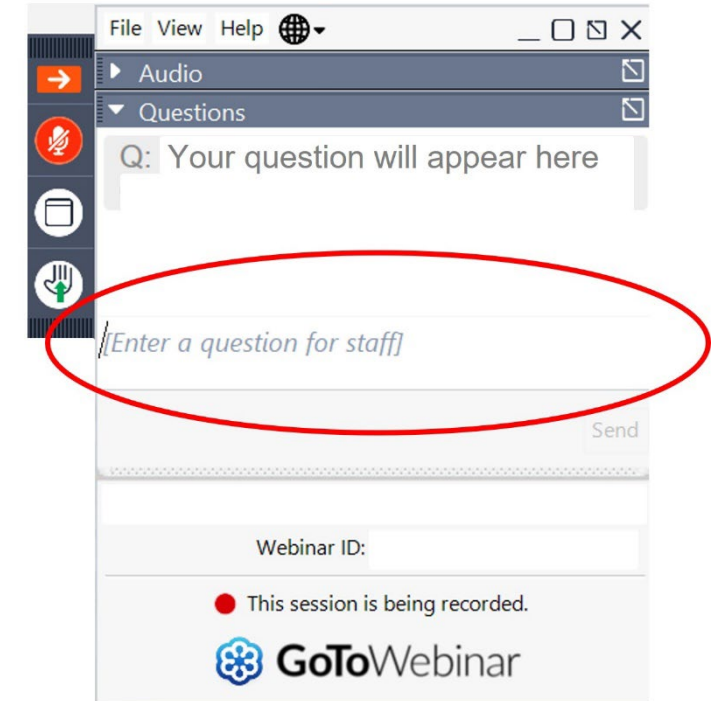 File View Help
Audio
Questions
Q: Your question will appear here
[Enter a question for staff]
Send
Webinar ID:
This session is being recorded.
GoToWebinar